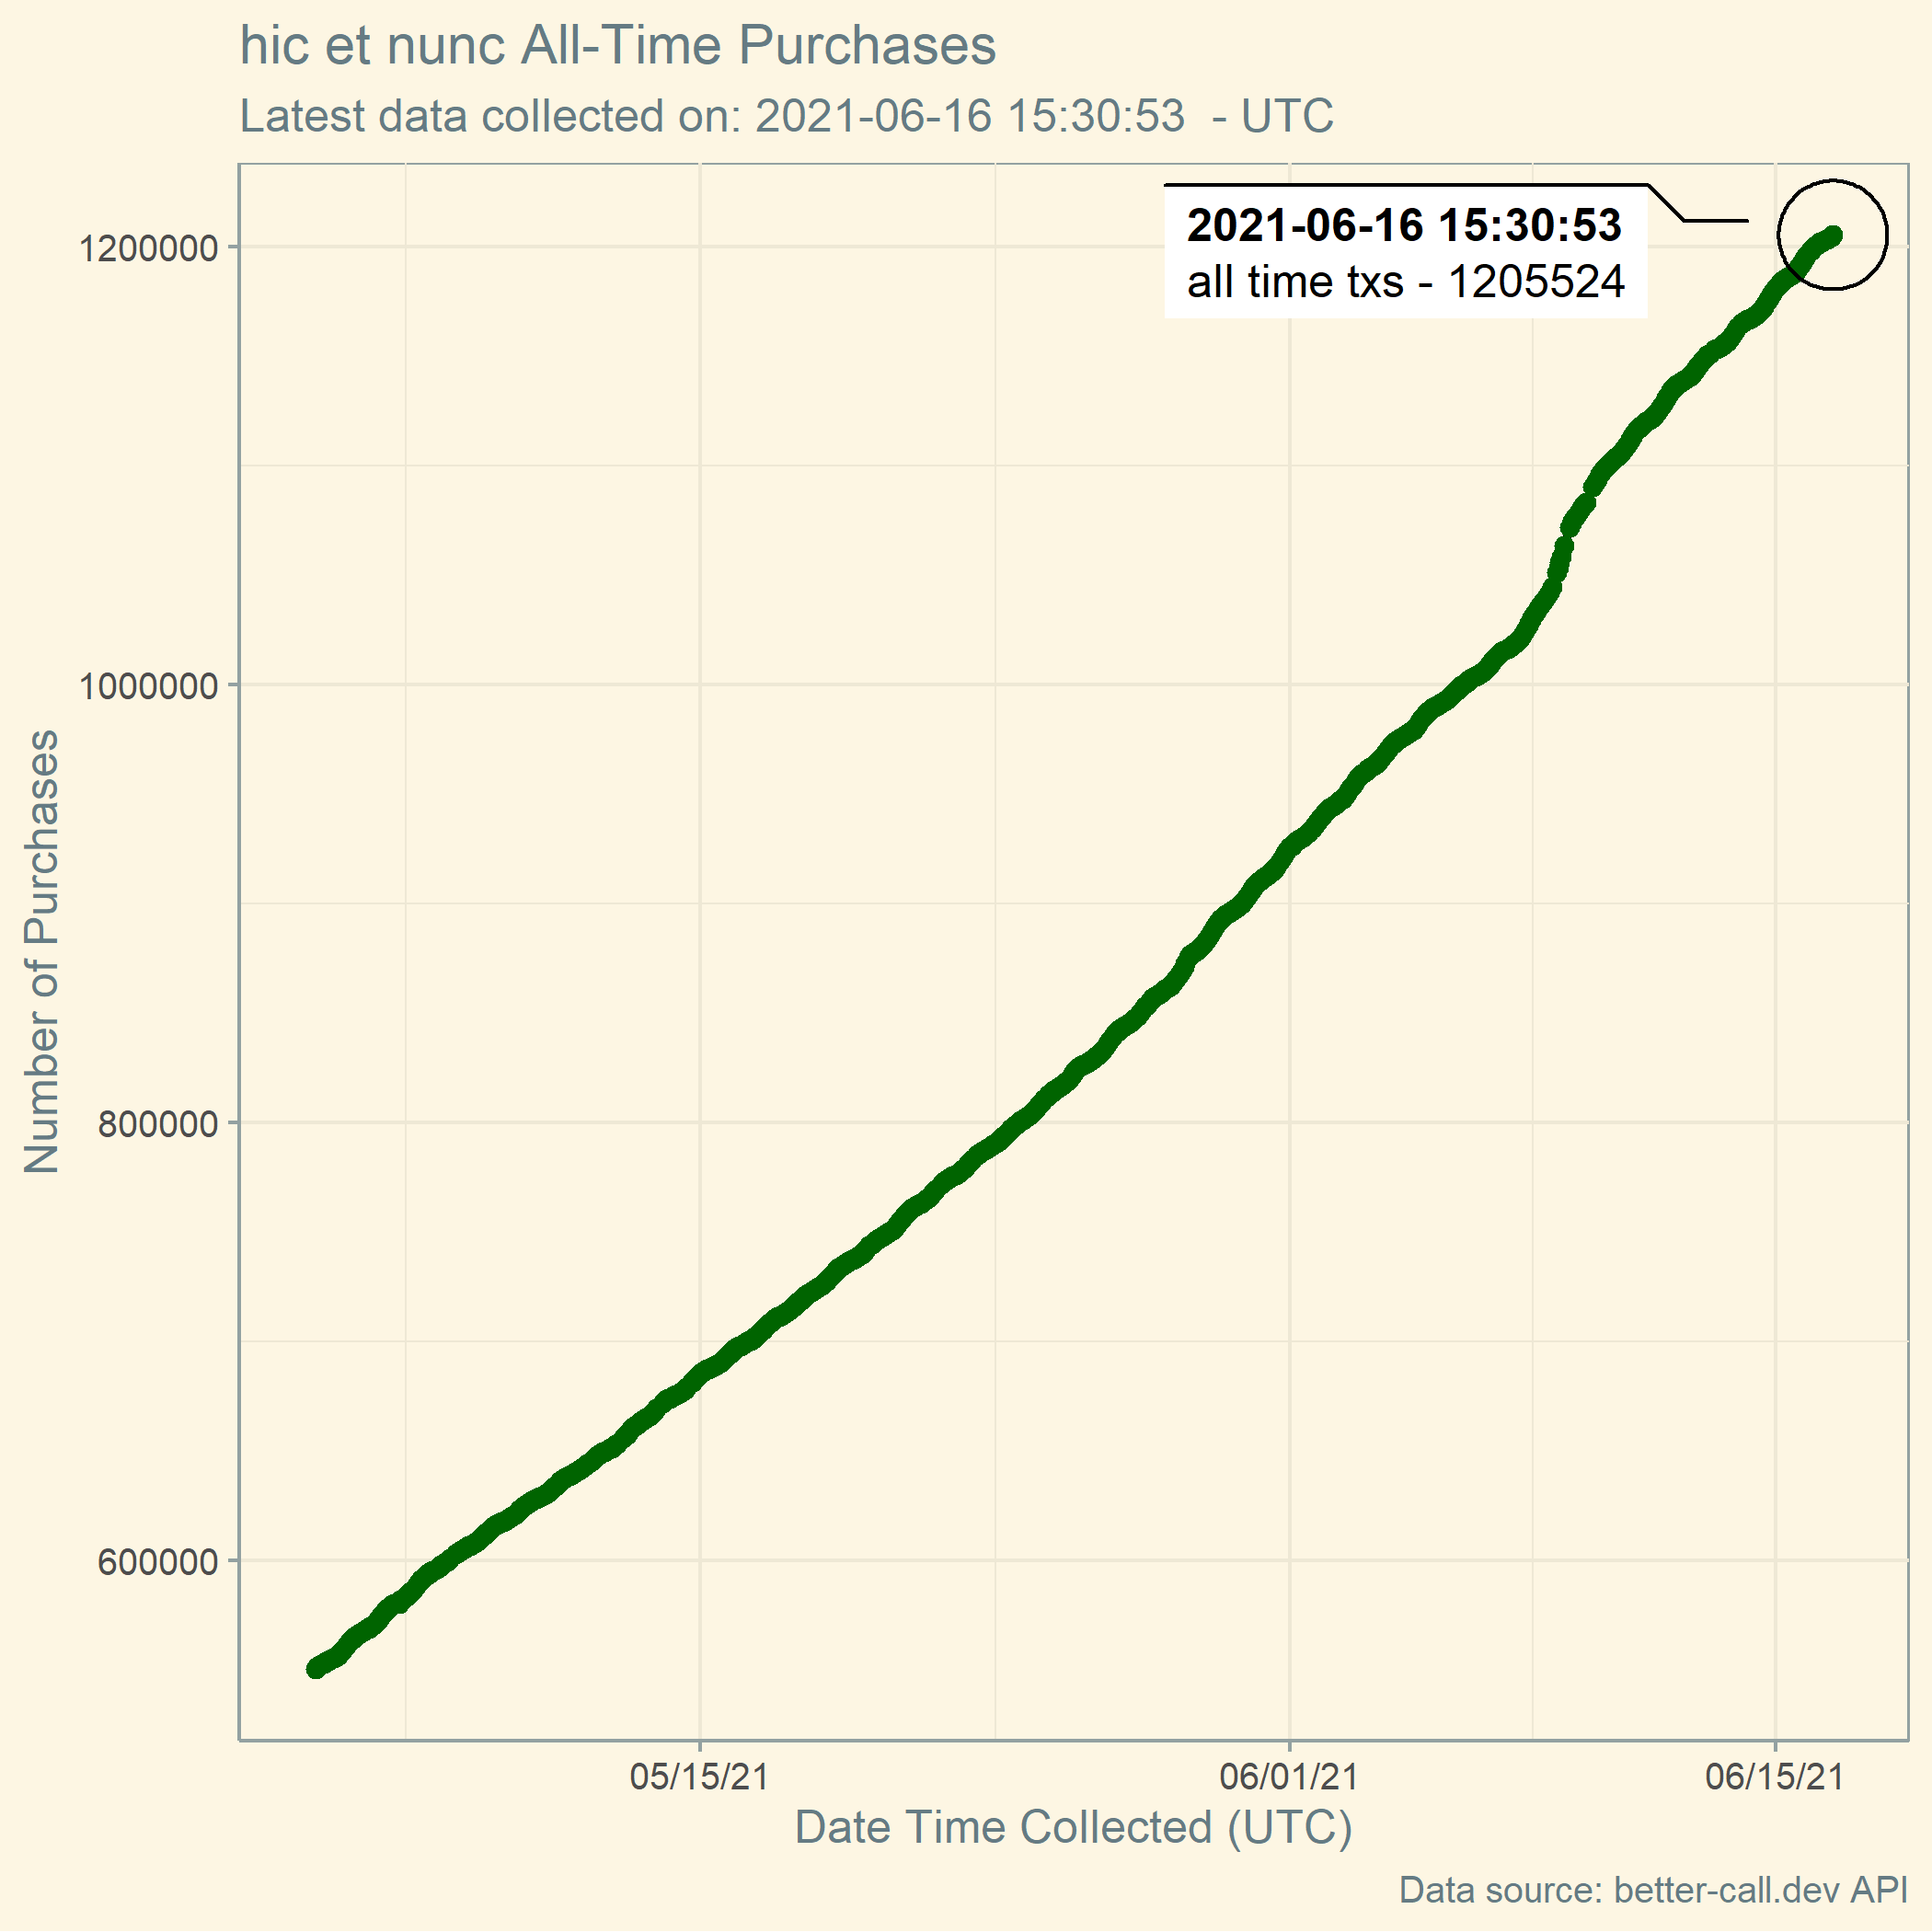 hic et nunc All-Time Purchases
Latest data collected on: 2021-06-16 15:30:53  - UTC
2021-06-16 15:30:53
all time txs - 1205524
1200000
1000000
800000
600000
Number of Purchases
05/15/21
06/01/21
06/15/21
Date Time Collected (UTC)
Data source: better-call.dev API